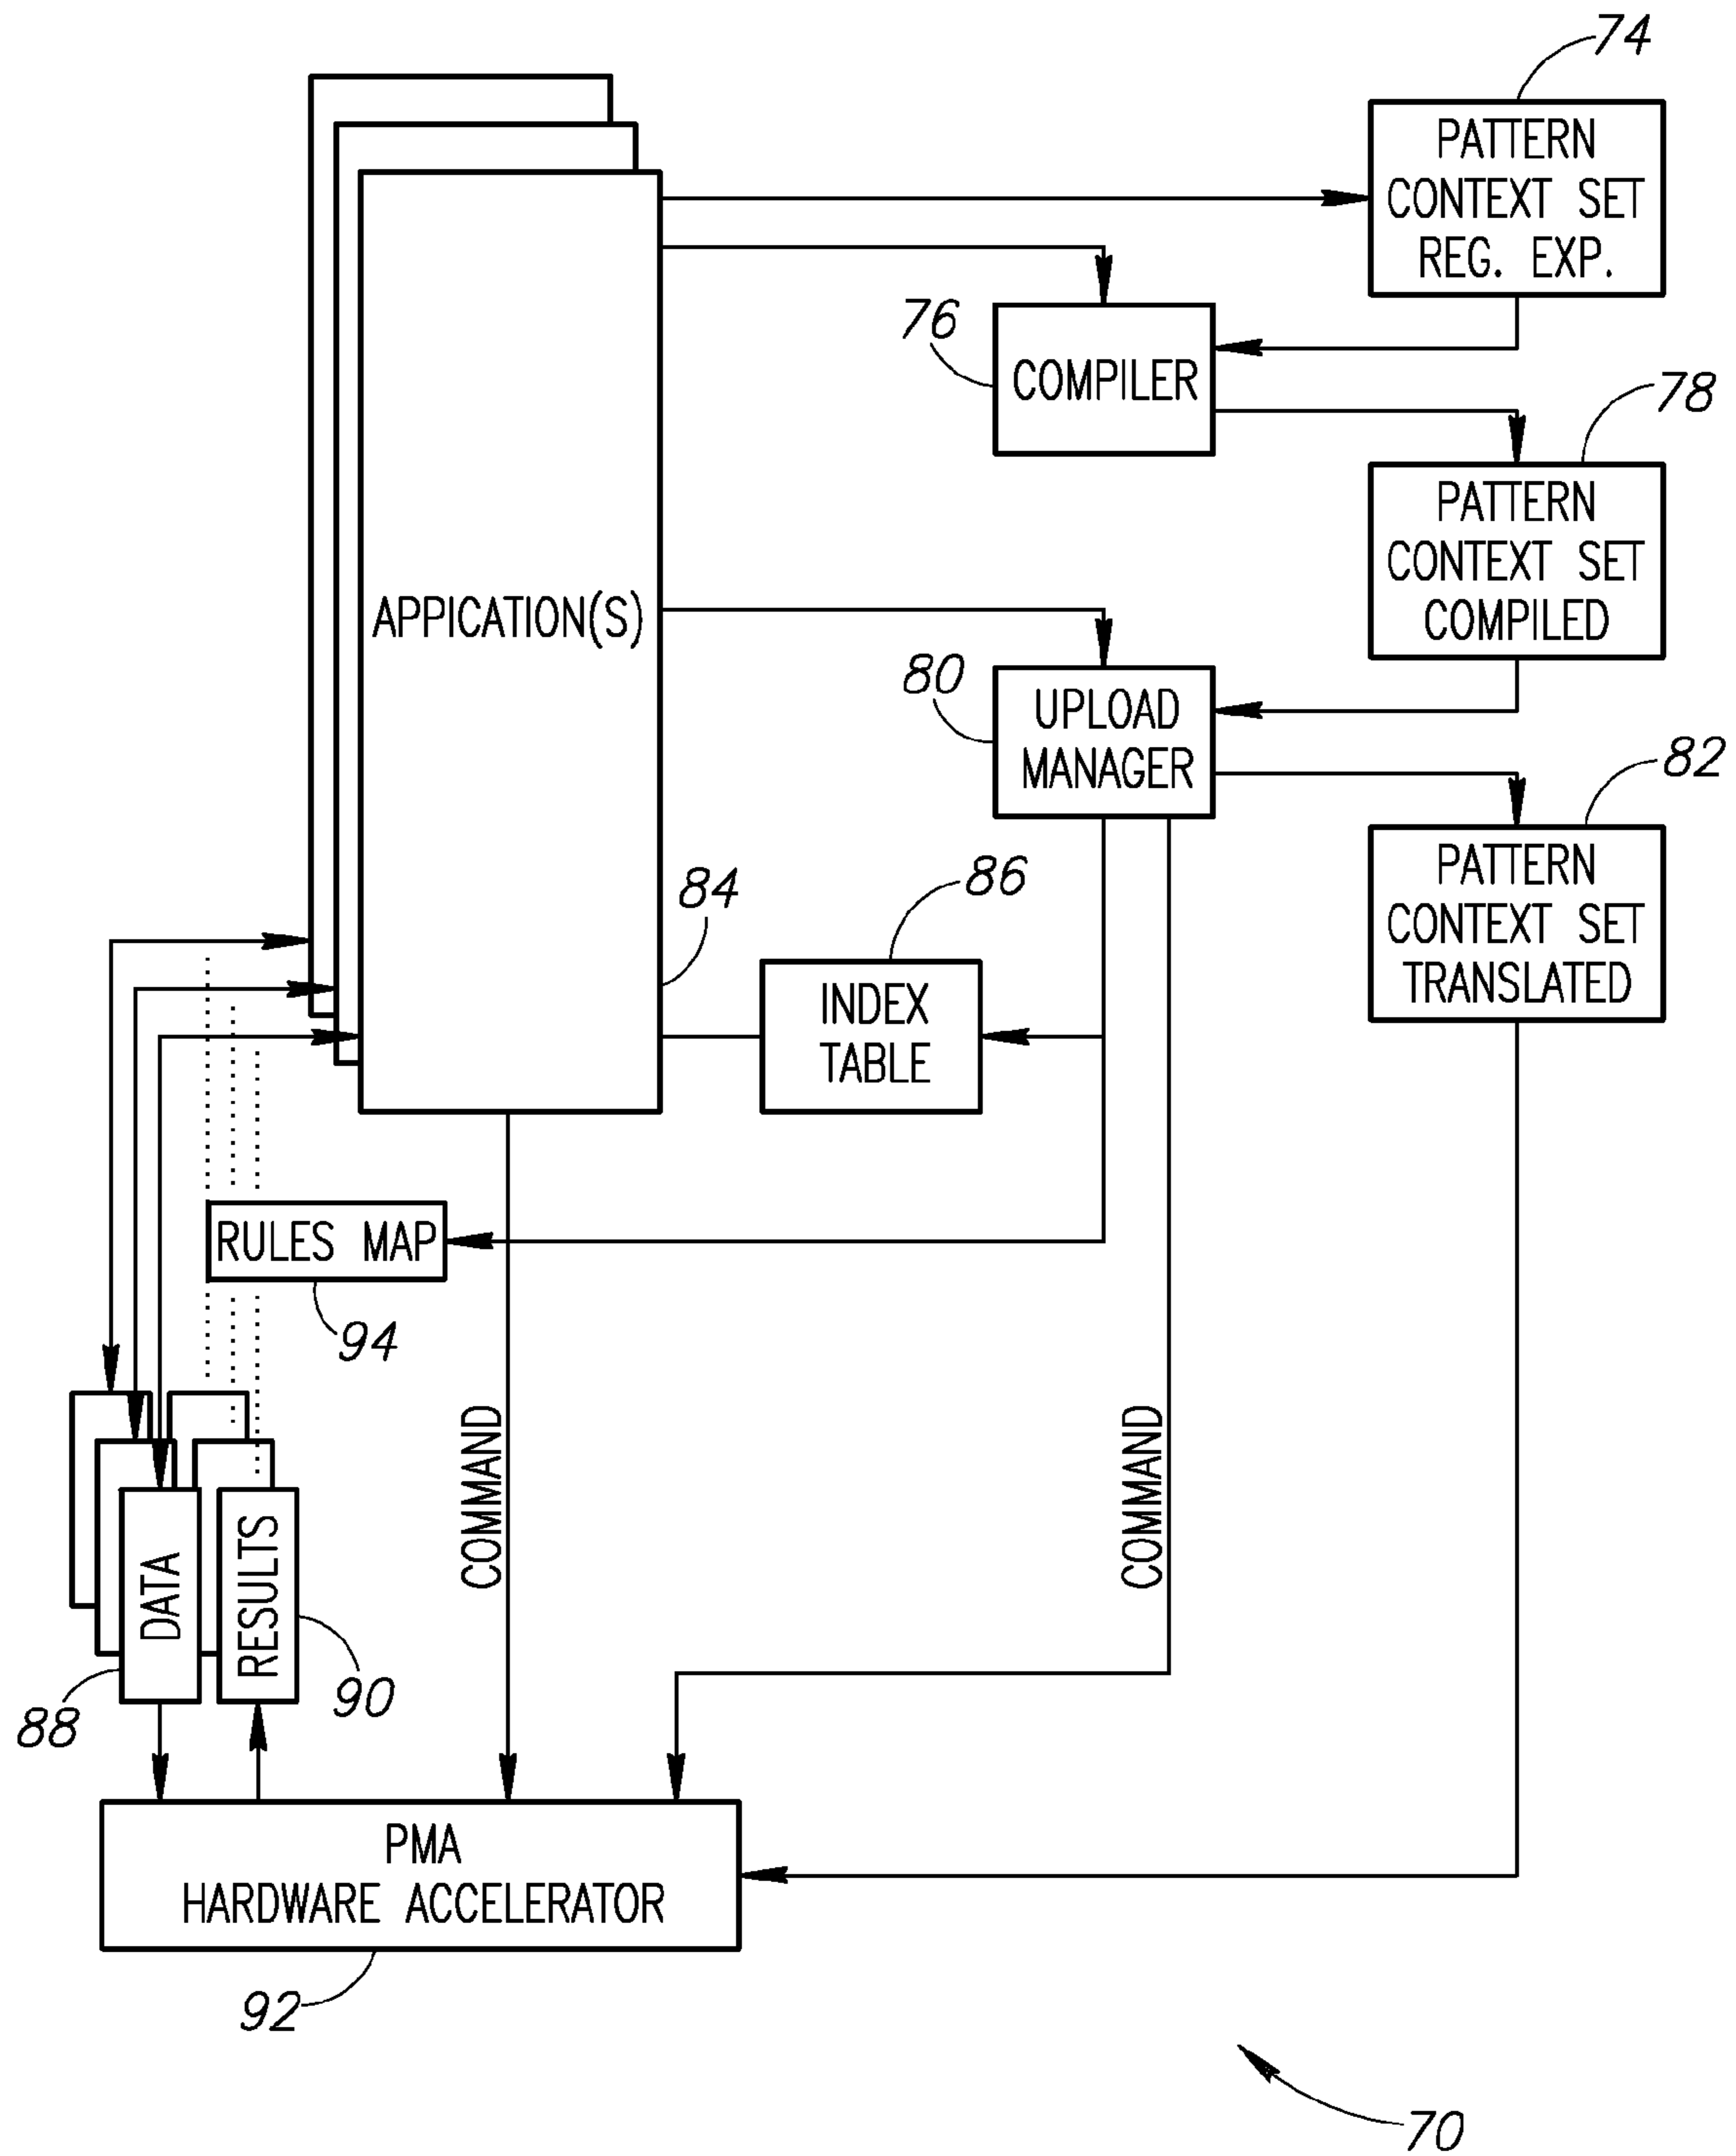 74
PATTERN
CONTEXT SET
REG. EXP.
76
COMPILER
78
PATTERN
CONTEXT SET
COMPILED
APPICATION(S)
80
UPLOAD
MANAGER
82
PATTERN
CONTEXT SET
TRANSLATED
84
86
INDEX
TABLE
RULES MAP
94
COMMAND
COMMAND
DATA
RESULTS
88
90
PMA
HARDWARE ACCELERATOR
92
70